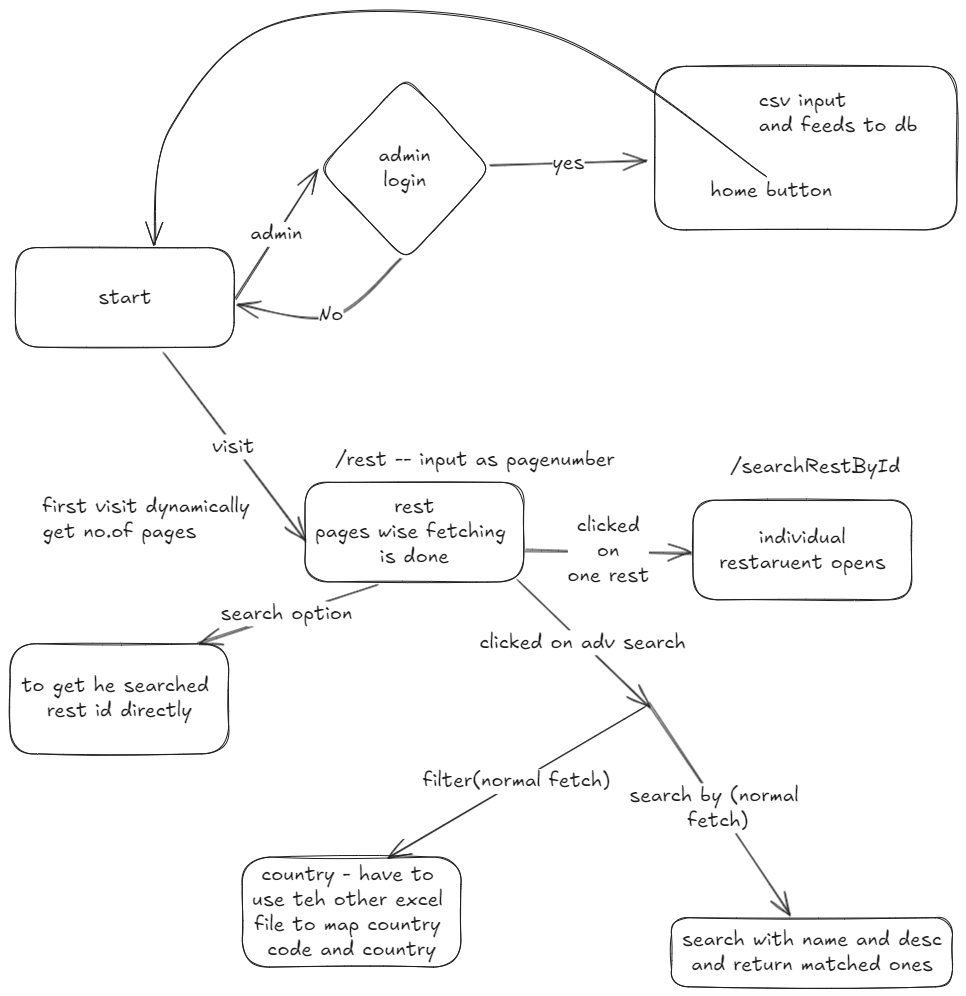 csv input
and feeds to db
admin
login
yes
home button
admin
start
No
visit
/rest -- input as pagenumber
/searchRestById
first visit dynamically
get no.of pages
rest
pages wise fetching
is done
clicked
on
one rest
individual
restaruent opens
search option
clicked on adv search
to get he searched
rest id directly
filter(normal fetch)
search by (normal
fetch)
country - have to
use teh other excel
file to map country
code and country
search with name and desc
and return matched ones